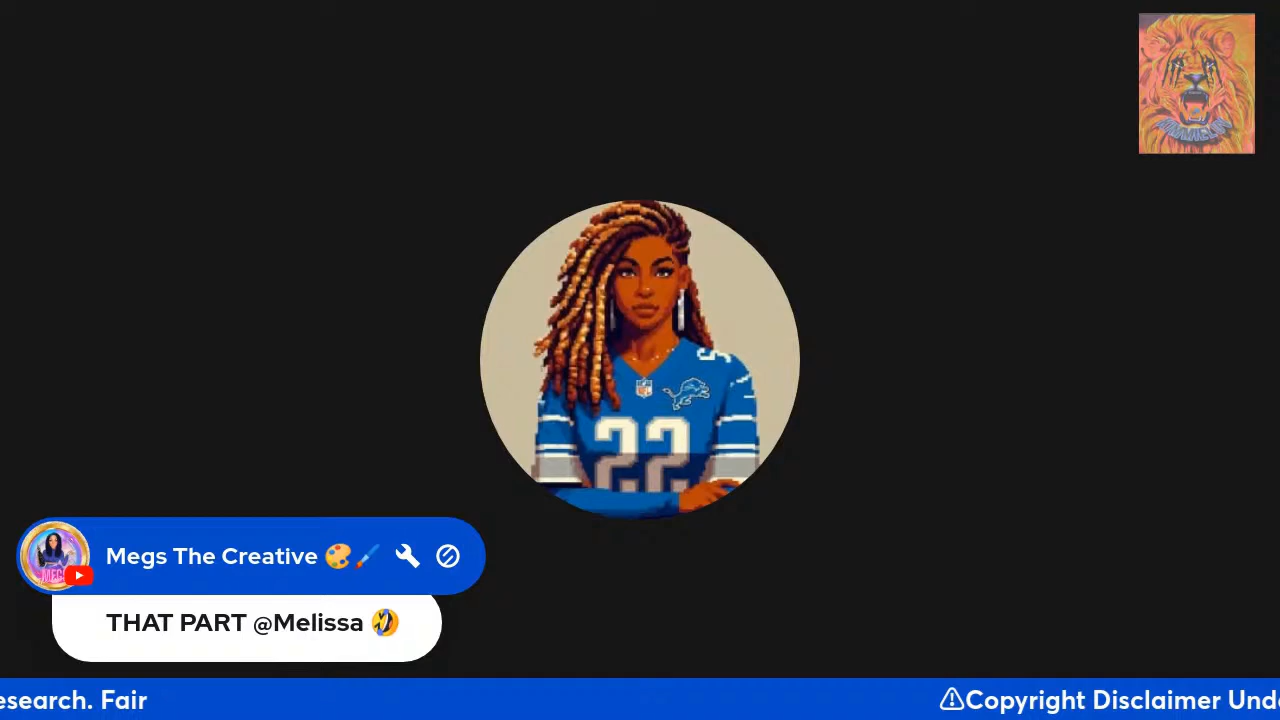 22
Megs The Creative 🎨🖌️
THAT PART @Melissa 🤣
esearch. Fair
⚠Copyright Disclaimer Und